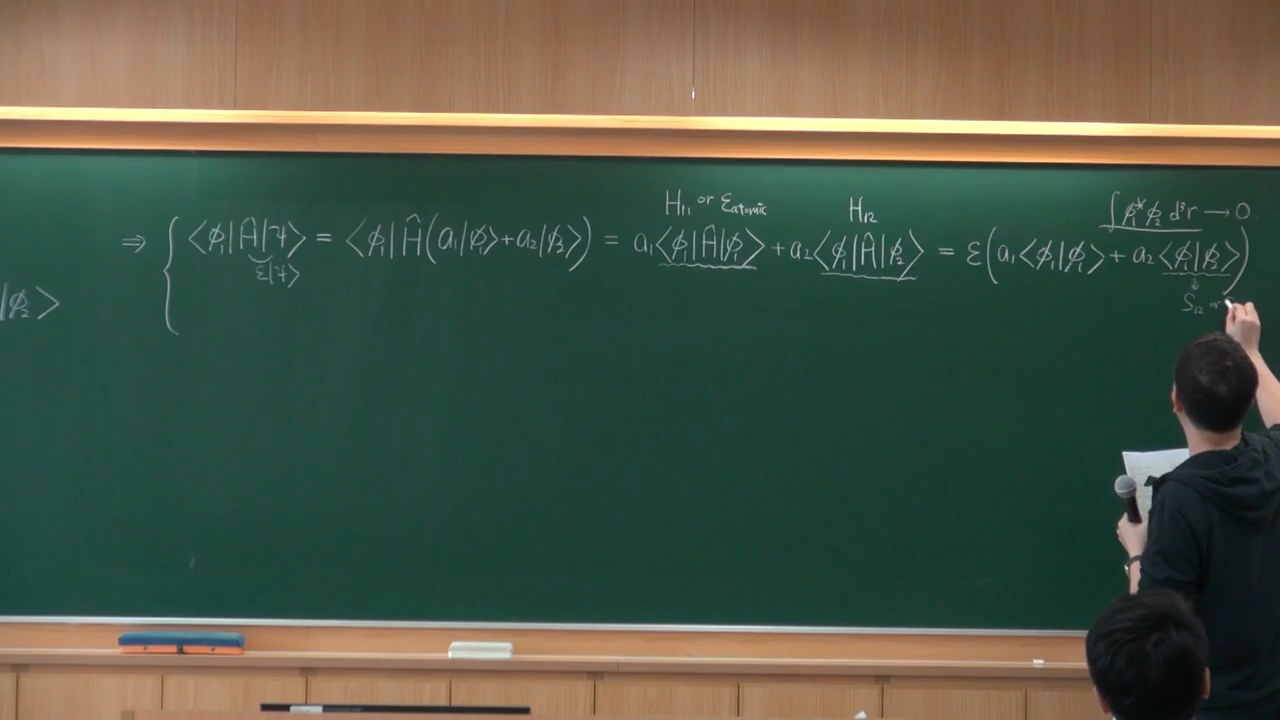 H₁₁ or ε_atomic    H₁₂    ∫φ₁*φ₂ d³r → 0
⇒ { <φ₁|Ĥ|ψ> = <φ₁|Ĥ(a₁|φ₁>+a₂|φ₂>) = a₁<φ₁|Ĥ|φ₁> + a₂<φ₁|Ĥ|φ₂> = ε(a₁<φ₁|φ₁> + a₂<φ₁|φ₂>)
ε|ψ>    ↓
|φ₂>    S₁₂ or